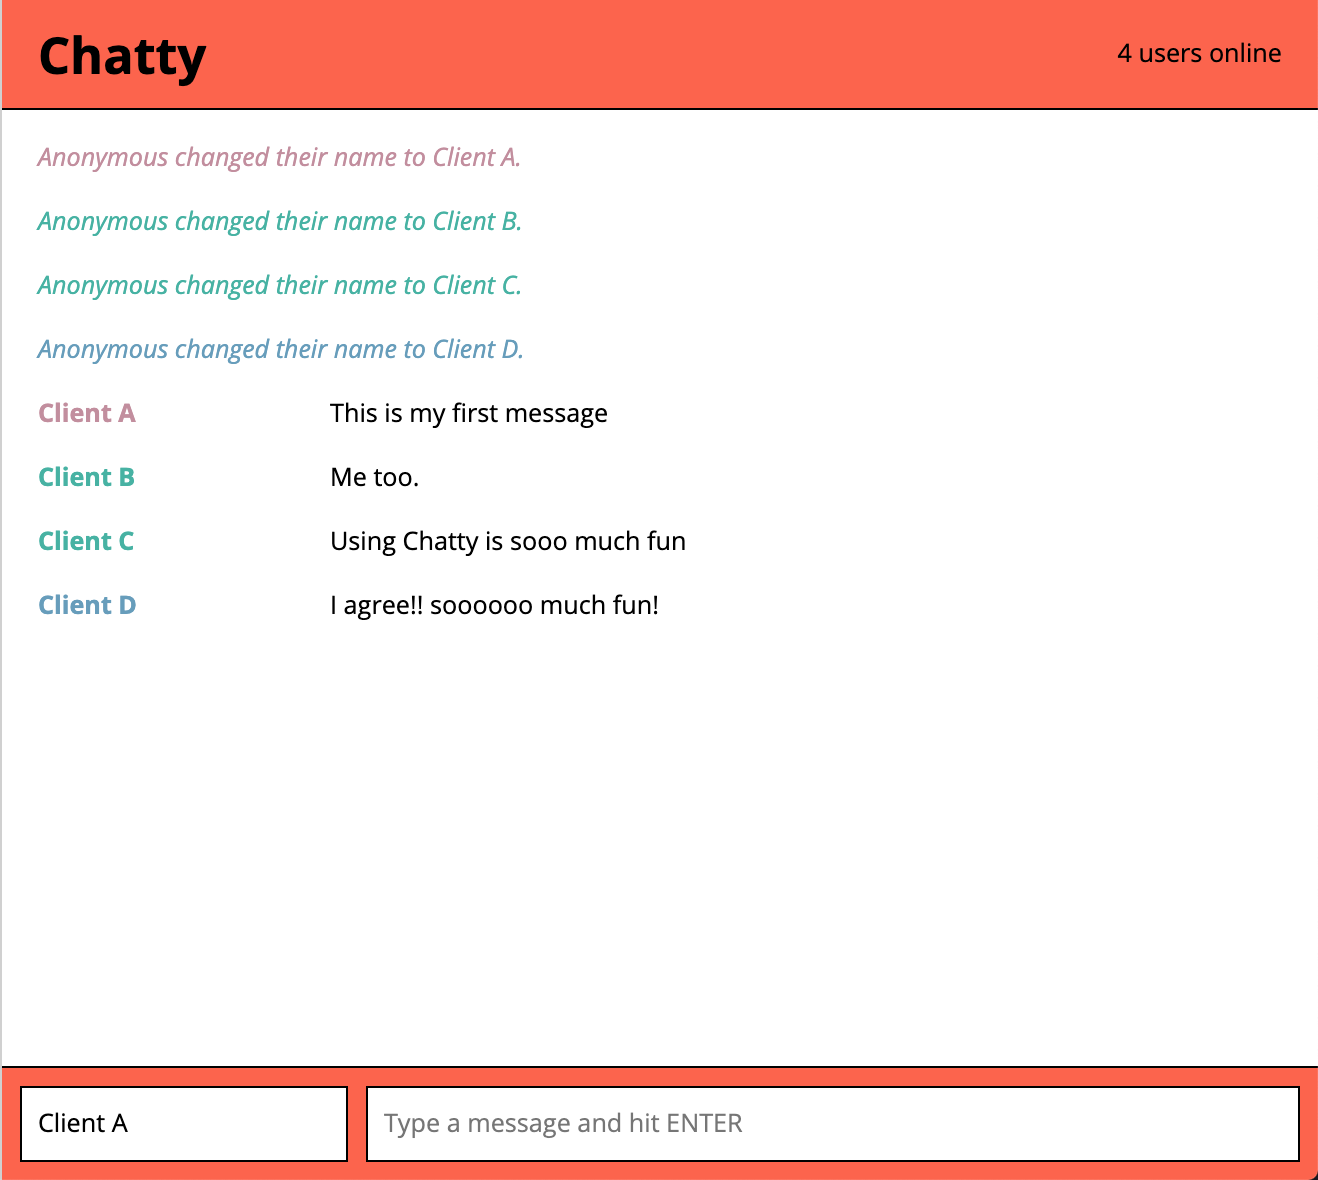 Chatty
4 users online
Anonymous changed their name to Client A.
Anonymous changed their name to Client B.
Anonymous changed their name to Client C.
Anonymous changed their name to Client D.
Client A This is my first message
Client B Me too.
Client C Using Chatty is sooo much fun
Client D I agree!! soooooo much fun!
Client A Type a message and hit ENTER